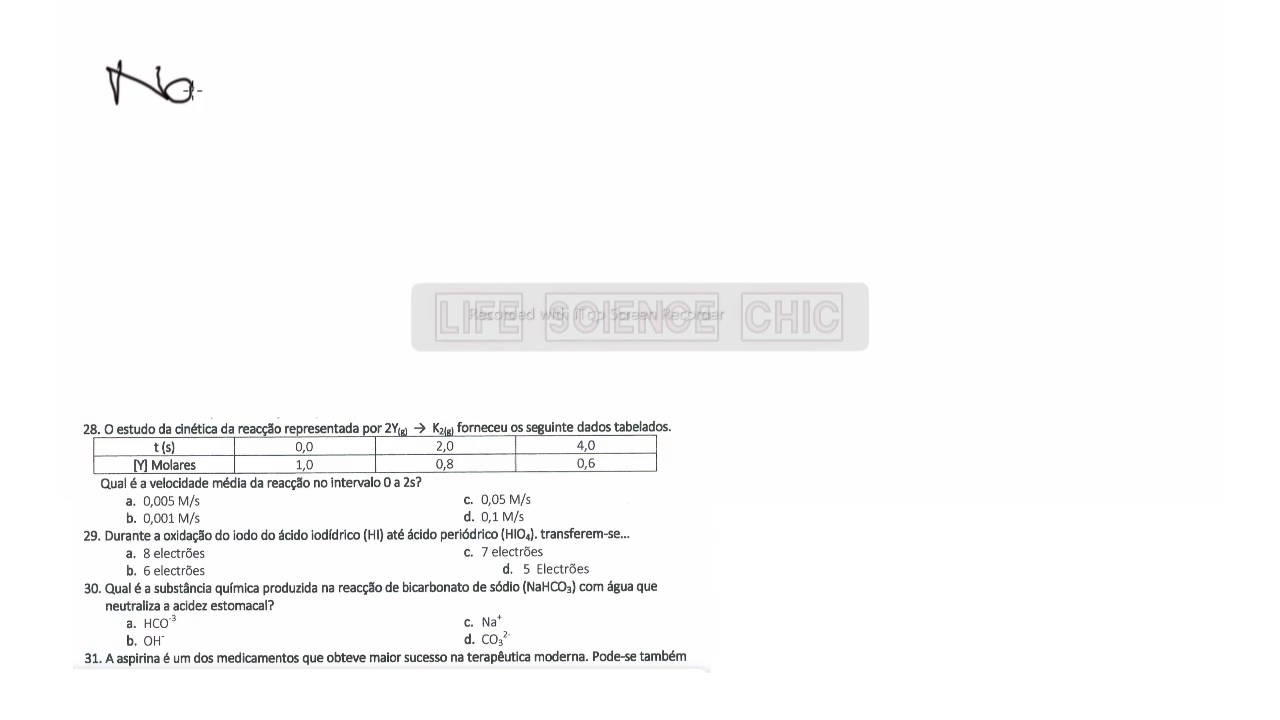 Na
LIFE SCIENCE CHIC
Recorded with iTop Screen Recorder
28. O estudo da cinética da reacção representada por 2Y(g) → K2(g) forneceu os seguinte dados tabelados.
t (s) 0,0 2,0 4,0
[Y] Molares 1,0 0,8 0,6
Qual é a velocidade média da reacção no intervalo 0 a 2s?
a. 0,005 M/s c. 0,05 M/s
b. 0,001 M/s d. 0,1 M/s
29. Durante a oxidação do iodo do ácido iodídrico (HI) até ácido periódrico (HIO₄). transferem-se...
a. 8 electrões c. 7 electrões
b. 6 electrões d. 5 Electrões
30. Qual é a substância química produzida na reacção de bicarbonato de sódio (NaHCO₃) com água que
neutraliza a acidez estomacal?
a. HCO⁻³ c. Na⁺
b. OH⁻ d. CO₃²⁻
31. A aspirina é um dos medicamentos que obteve maior sucesso na terapêutica moderna. Pode-se também